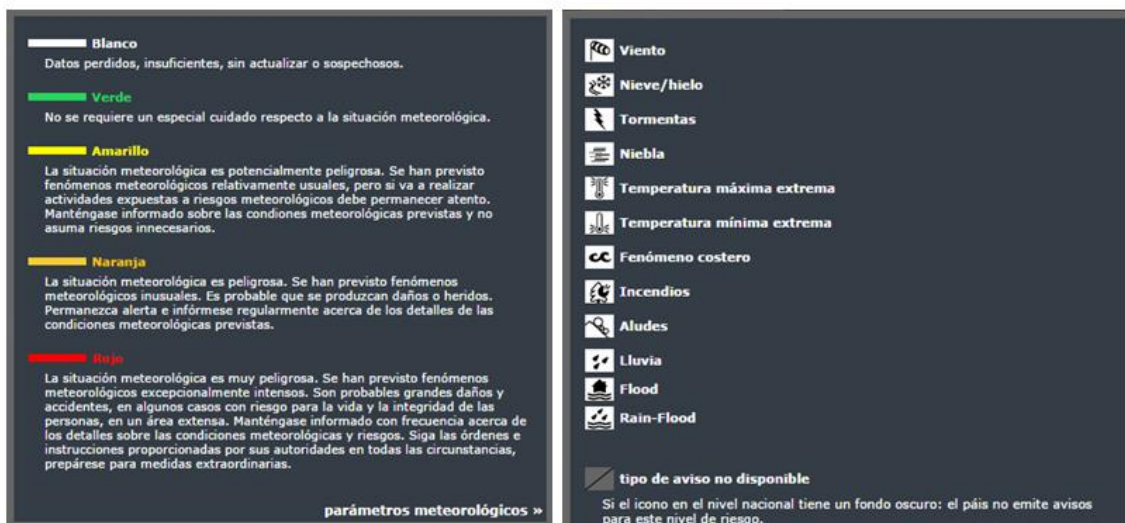 Blanco
Datos perdidos, insuficientes, sin actualizar o sospechosos.
Verde
No se requiere un especial cuidado respecto a la situación meteorológica.
Amarillo
La situación meteorológica es potencialmente peligrosa. Se han previsto
fenómenos meteorológicos relativamente usuales, pero si va a realizar
actividades expuestas a riesgos meteorológicos debe permanecer atento.
Manténgase informado sobre las condiones meteorológicas previstas y no
asuma riesgos innecesarios.
Naranja
La situación meteorológica es peligrosa. Se han previsto fenómenos
meteorológicos inusuales. Es probable que se produzcan daños o heridos.
Permanezca alerta e infórmese regularmente acerca de los detalles de las
condiciones meteorológicas previstas.
Rojo
La situación meteorológica es muy peligrosa. Se han previsto fenómenos
meteorológicos excepcionalmente intensos. Son probables grandes daños y
accidentes, en algunos casos con riesgo para la vida y la integridad de las
personas, en un área extensa. Manténgase informado con frecuencia acerca de
los detalles sobre las condiciones meteorológicas y riesgos. Siga las órdenes e
instrucciones proporcionadas por sus autoridades en todas las circunstancias,
prepárese para medidas extraordinarias.
parámetros meteorológicos »
Viento
Nieve/hielo
Tormentas
Niebla
Temperatura máxima extrema
Temperatura mínima extrema
Fenómeno costero
Incendios
Aludes
Lluvia
Flood
Rain-Flood
tipo de aviso no disponible
Si el icono en el nivel nacional tiene un fondo oscuro: el páis no emite avisos
para este nivel de riesgo.